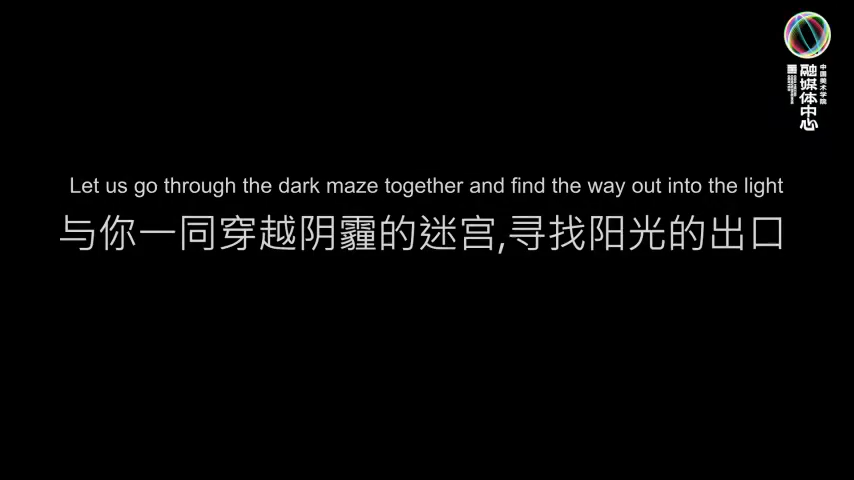 中国美术学院
融媒体中心
Let us go through the dark maze together and find the way out into the light
与你一同穿越阴霾的迷宫,寻找阳光的出口